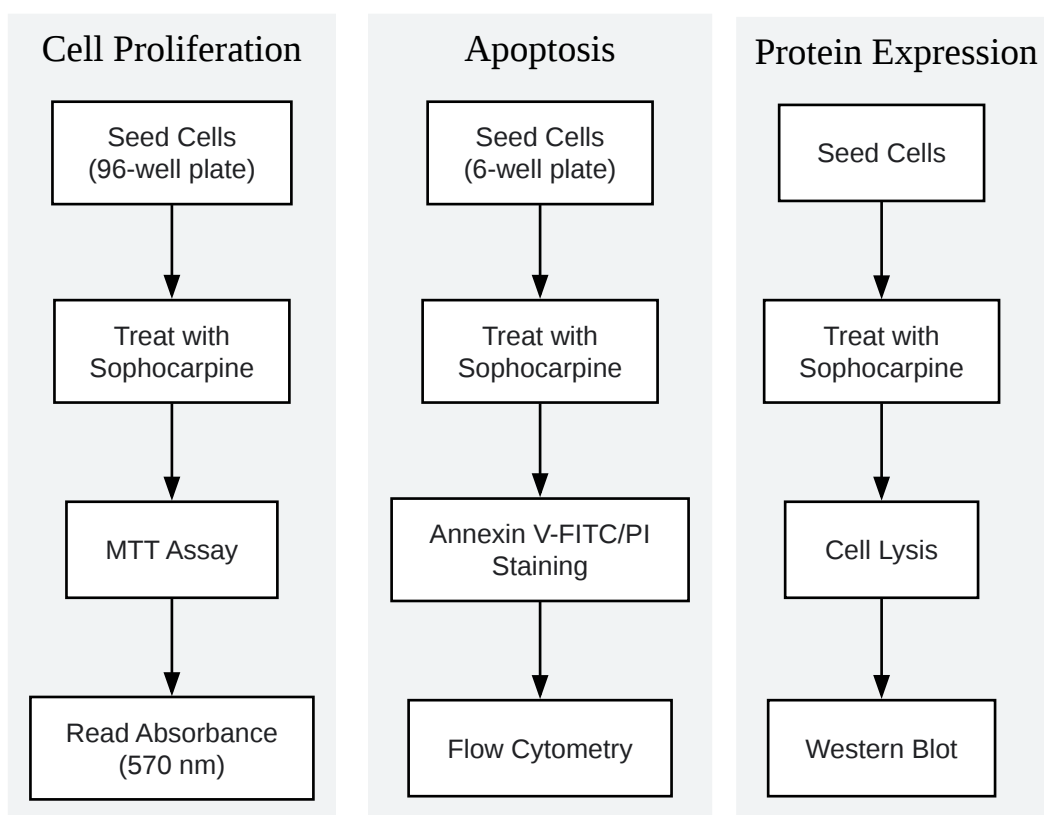 Cell Proliferation
Seed Cells
(96-well plate)
Treat with
Sophocarpine
MTT Assay
Read Absorbance
(570 nm)
Apoptosis
Seed Cells
(6-well plate)
Treat with
Sophocarpine
Annexin V-FITC/PI
Staining
Flow Cytometry
Protein Expression
Seed Cells
Treat with
Sophocarpine
Cell Lysis
Western Blot